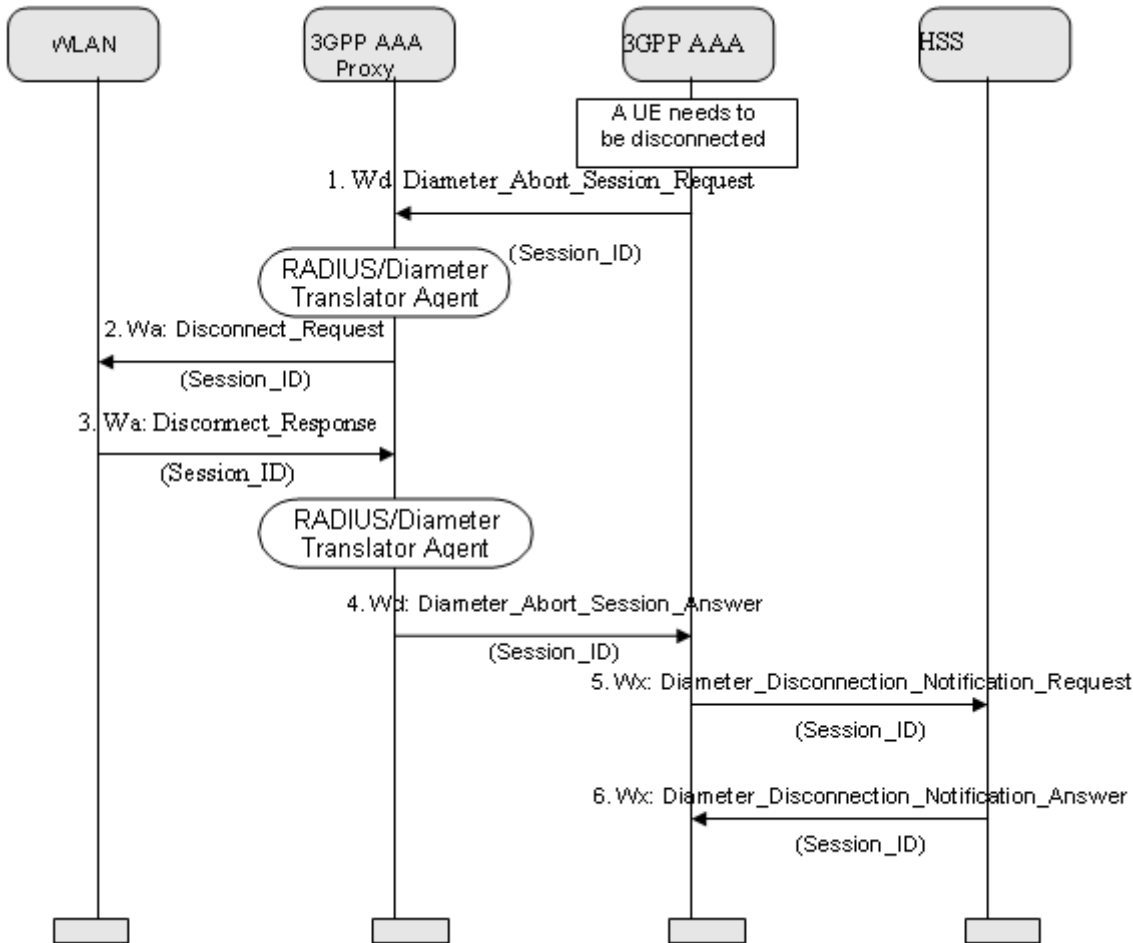 WLAN
3GPP AAA
Proxy
3GPP AAA
HSS
A UE needs to
be disconnected
1. Wd: Diameter_Abort_Session_Request
(Session_ID)
RADIUS/Diameter
Translator Agent
2. Wa: Disconnect_Request
(Session_ID)
3. Wa: Disconnect_Response
(Session_ID)
RADIUS/Diameter
Translator Agent
4. Wd: Diameter_Abort_Session_Answer
(Session_ID)
5. Wx: Diameter_Disconnection_Notification_Request
(Session_ID)
6. Wx: Diameter_Disconnection_Notification_Answer
(Session_ID)